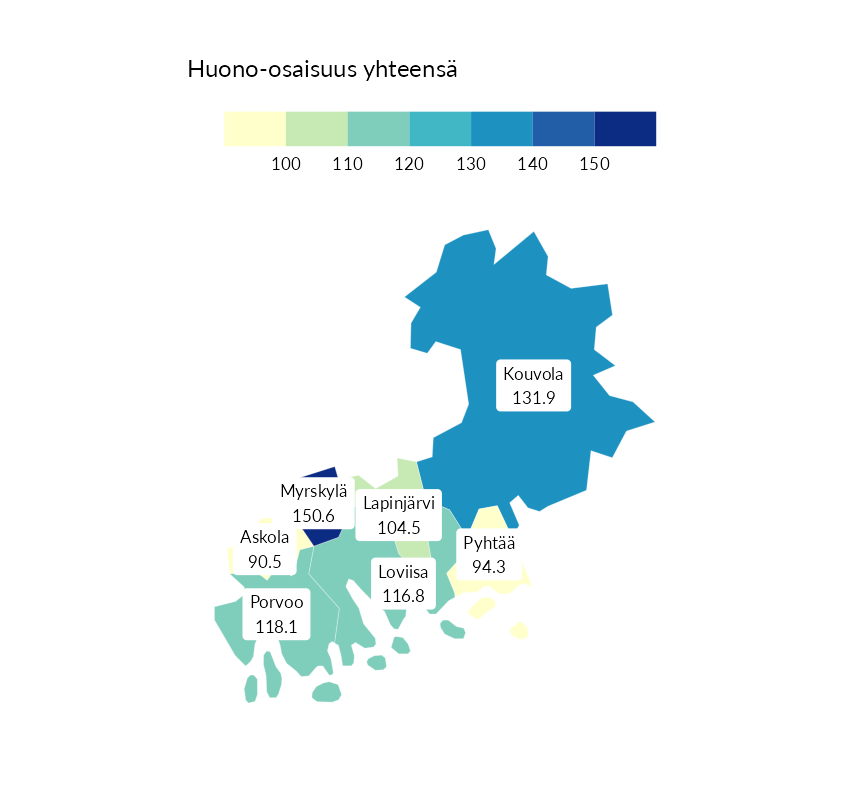 Huono-osaisuus yhteensä
100 110 120 130 140 150
Kouvola
131.9
Myrskylä
150.6
Lapinjärvi
104.5
Askola
90.5
Pyhtää
94.3
Loviisa
116.8
Porvoo
118.1